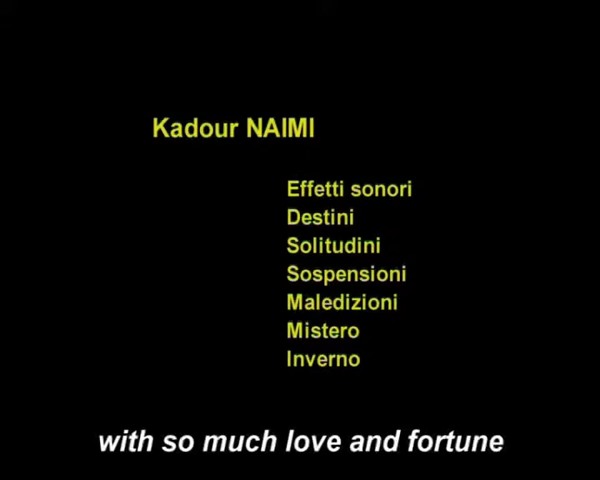 Kadour NAIMI
Effetti sonori
Destini
Solitudini
Sospensioni
Maledizioni
Mistero
Inverno
with so much love and fortune